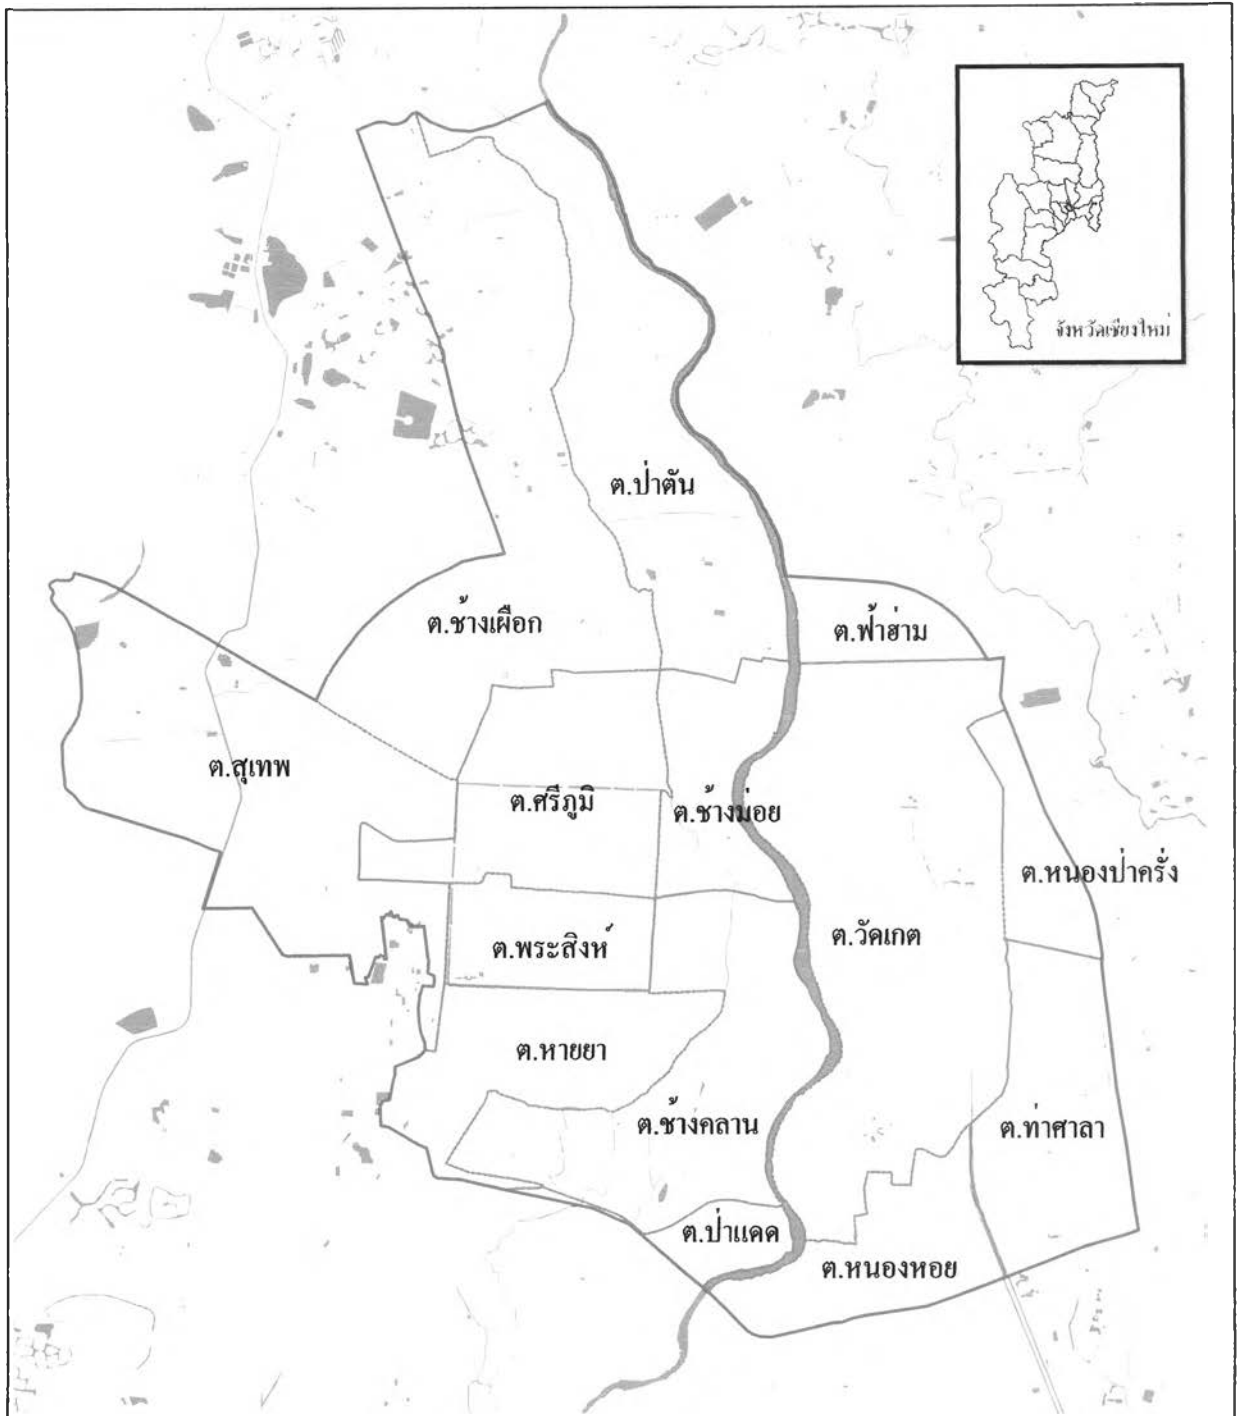 จังหวัดเชียงใหม่
ต.ป่าตัน
ต.ช้างเผือก
ต.ฟ้าฮ่าม
ต.สุเทพ
ต.ศรีภูมิ
ต.ช้างม่อย
ต.หนองป่าครั่ง
ต.วัดเกต
ต.พระสิงห์
ต.หายยา
ต.ช้างคลาน
ต.ท่าศาลา
ต.ป่าแดด
ต.หนองหอย